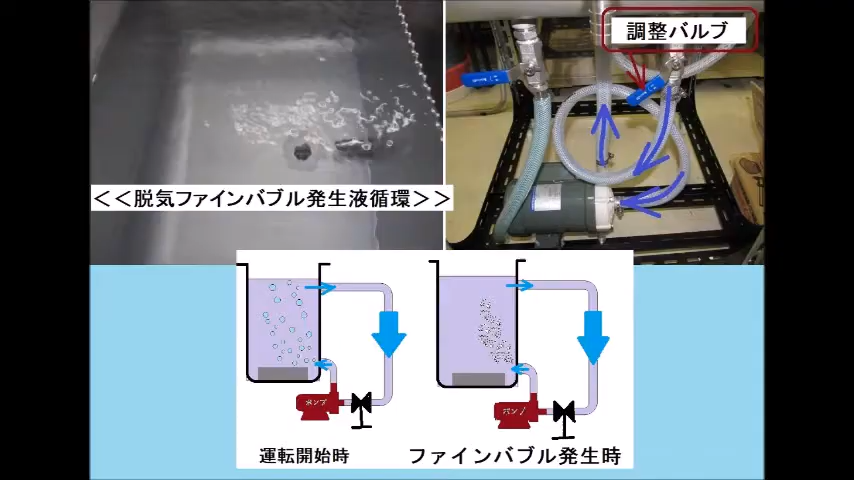 調整バルブ
<<脱気ファインバブル発生液循環>>
ポンプ
ポンプ
運転開始時
ファインバブル発生時